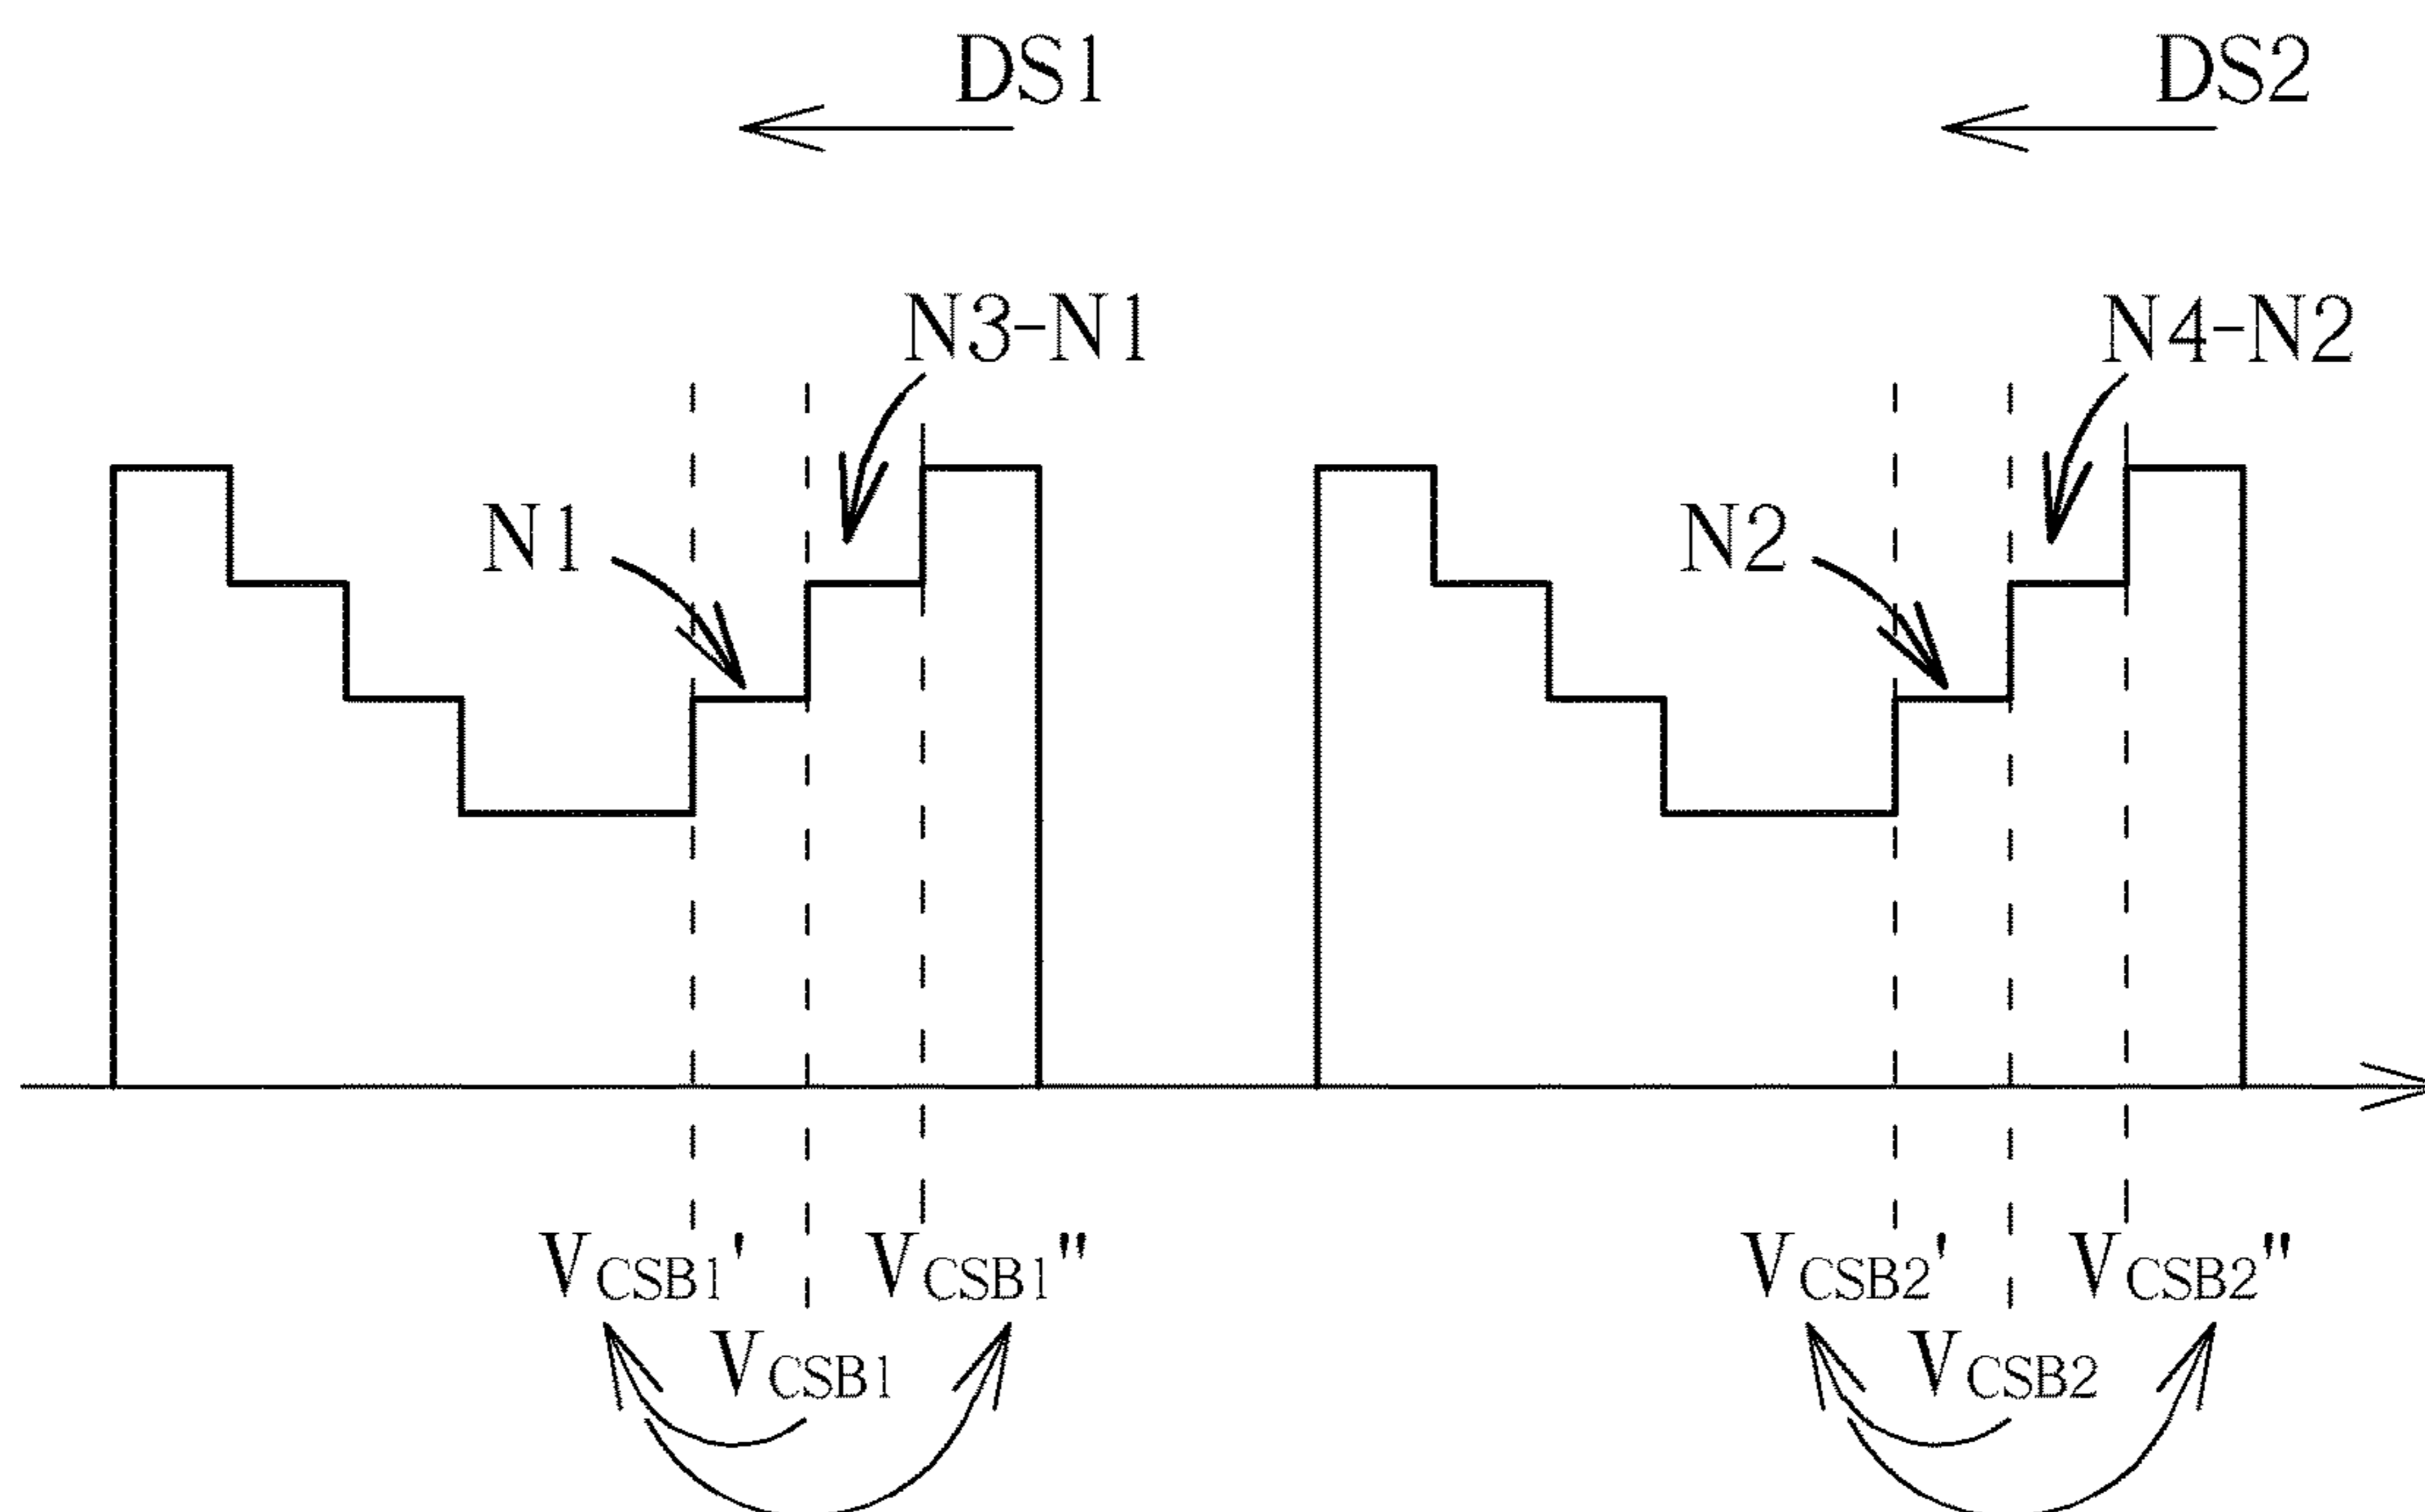 DS1 DS2
N3-N1 N4-N2
N1 N2
VCSB1' VCSB1" VCSB2' VCSB2"
VCSB1 VCSB2